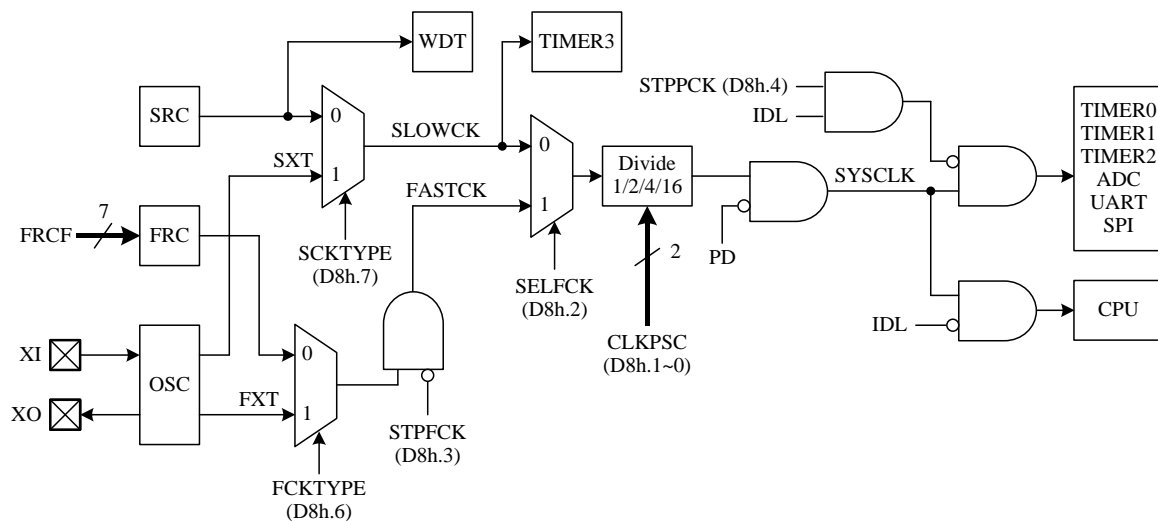 WDT
TIMER3
STPPCK (D8h.4)
IDL
SRC
0
SLOWCK
0
TIMER0
TIMER1
TIMER2
ADC
UART
SPI
SXT
1
Divide
1/2/4/16
SYSCLK
FASTCK
1
7
FRCF
FRC
SCKTYPE
(D8h.7)
2
PD
SELFCK
(D8h.2)
CLKPSC
(D8h.1~0)
IDL
CPU
XI
OSC
0
XO
FXT
1
STPFCK
(D8h.3)
FCKTYPE
(D8h.6)